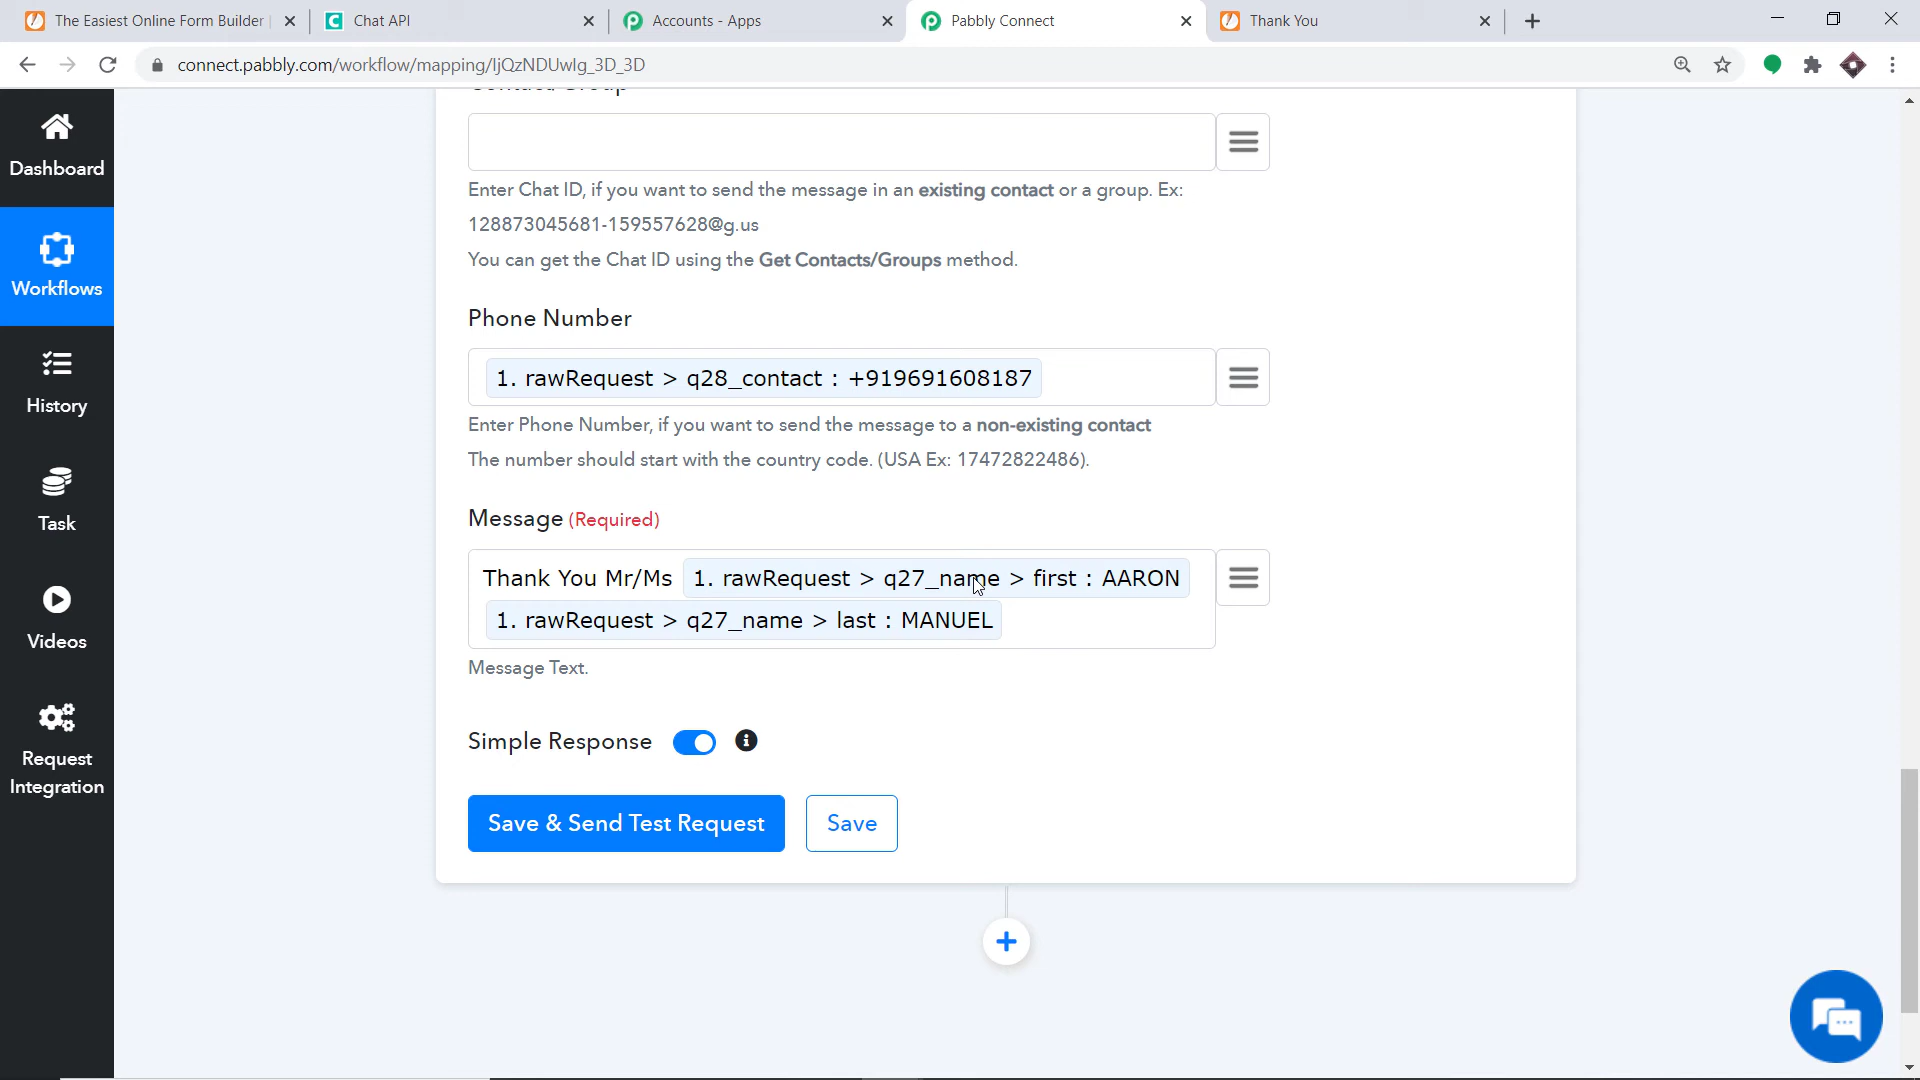 The Easiest Online Form Builder
Chat API
Accounts - Apps
Pabbly Connect
Thank You
connect.pabbly.com/workflow/mapping/IjQzNDUwIg_3D_3D
Dashboard
Workflows
History
Task
Videos
Request
Integration
Contact/Group
Enter Chat ID, if you want to send the message in an existing contact or a group. Ex:
128873045681-159557628@g.us
You can get the Chat ID using the Get Contacts/Groups method.
Phone Number
1. rawRequest > q28_contact : +919691608187
Enter Phone Number, if you want to send the message to a non-existing contact
The number should start with the country code. (USA Ex: 17472822486).
Message (Required)
Thank You Mr/Ms 1. rawRequest > q27_name > first : AARON
1. rawRequest > q27_name > last : MANUEL
Message Text.
Simple Response
Save & Send Test Request
Save